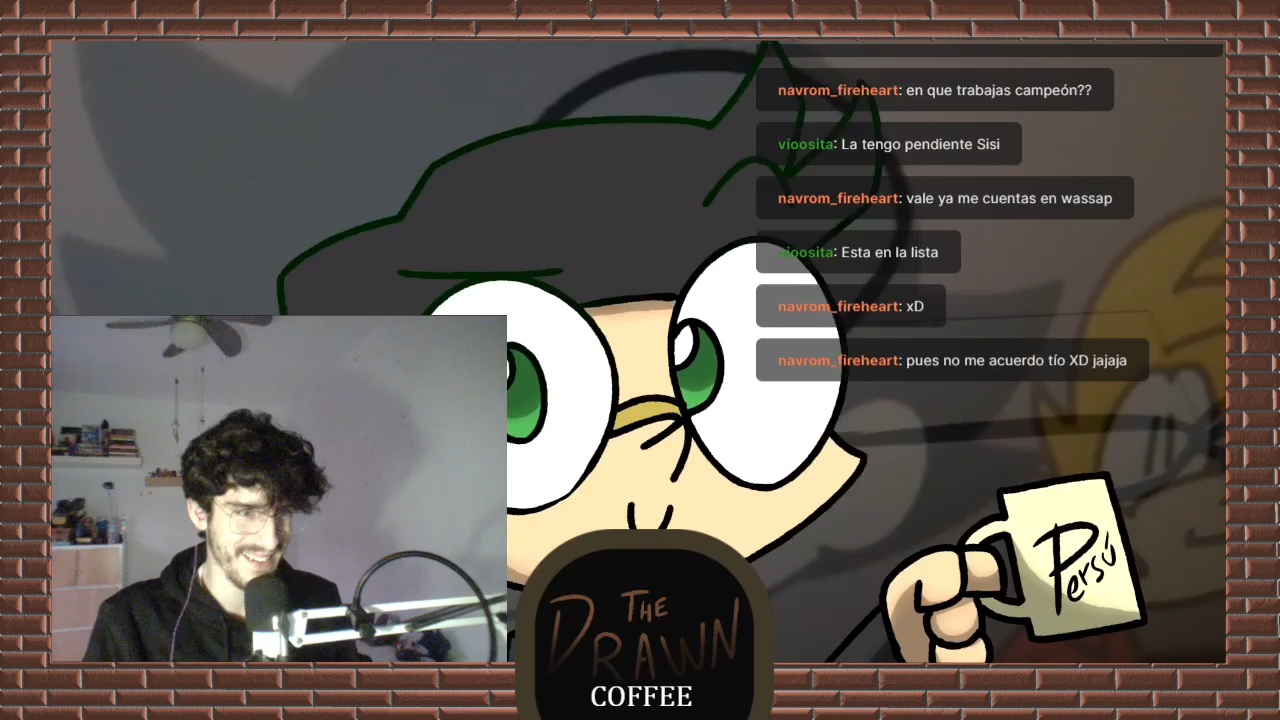 navrom_fireheart: en que trabajas campeón??
vioosita: La tengo pendiente Sisi
navrom_fireheart: vale ya me cuentas en wassap
vioosita: Esta en la lista
navrom_fireheart: xD
navrom_fireheart: pues no me acuerdo tío XD jajaja
Persú
THE
DRAWN
COFFEE